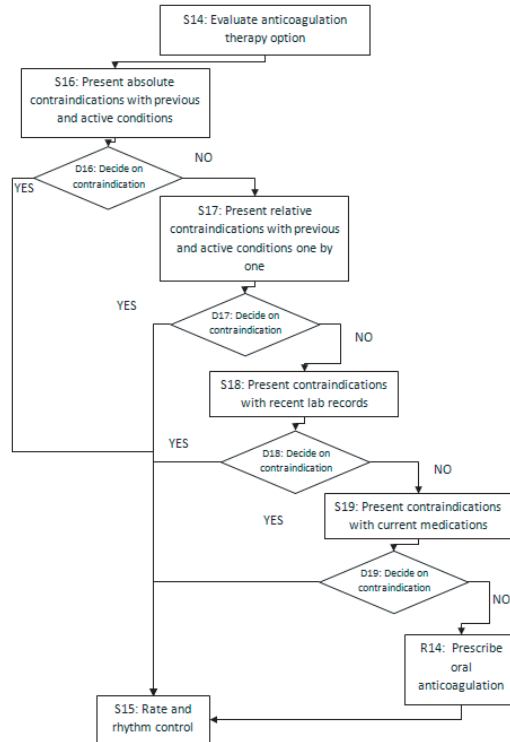 S14: Evaluate anticoagulation
therapy option
S16: Present absolute
contraindications with previous
and active conditions
D16: Decide on
contraindication
YES
NO
S17: Present relative
contraindications with previous
and active conditions one by
one
YES
D17: Decide on
contraindication
NO
S18: Present contraindications
with recent lab records
YES
D18: Decide on
contraindication
NO
S19: Present contraindications
with current medications
YES
D19: Decide on
contraindication
NO
R14:  Prescribe
oral
anticoagulation
S15: Rate and
rhythm control